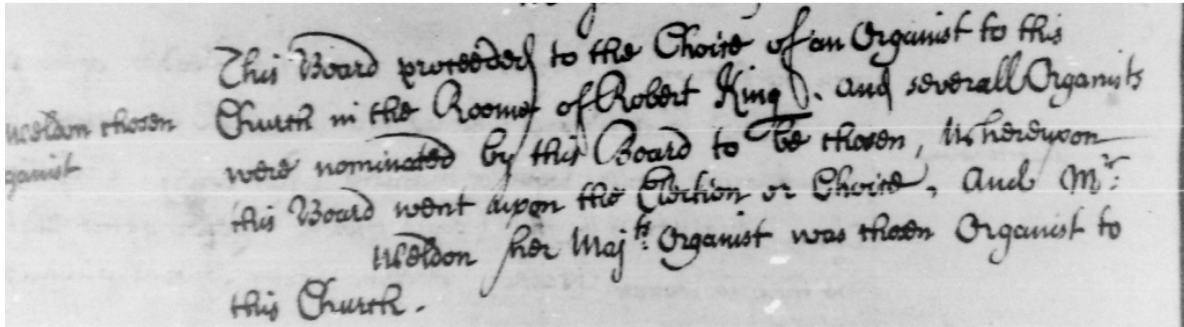 This Board proceeded to the Choice of an Organist to this
Weldon chosen Church in the Roome of Robert King. And severall Organists
ganist were nominated by this Board to be chosen, Whereupon
this Board went upon the Election or Choice, And Mr:
Weldon her Majts: Organist was chosen Organist to
this Church.